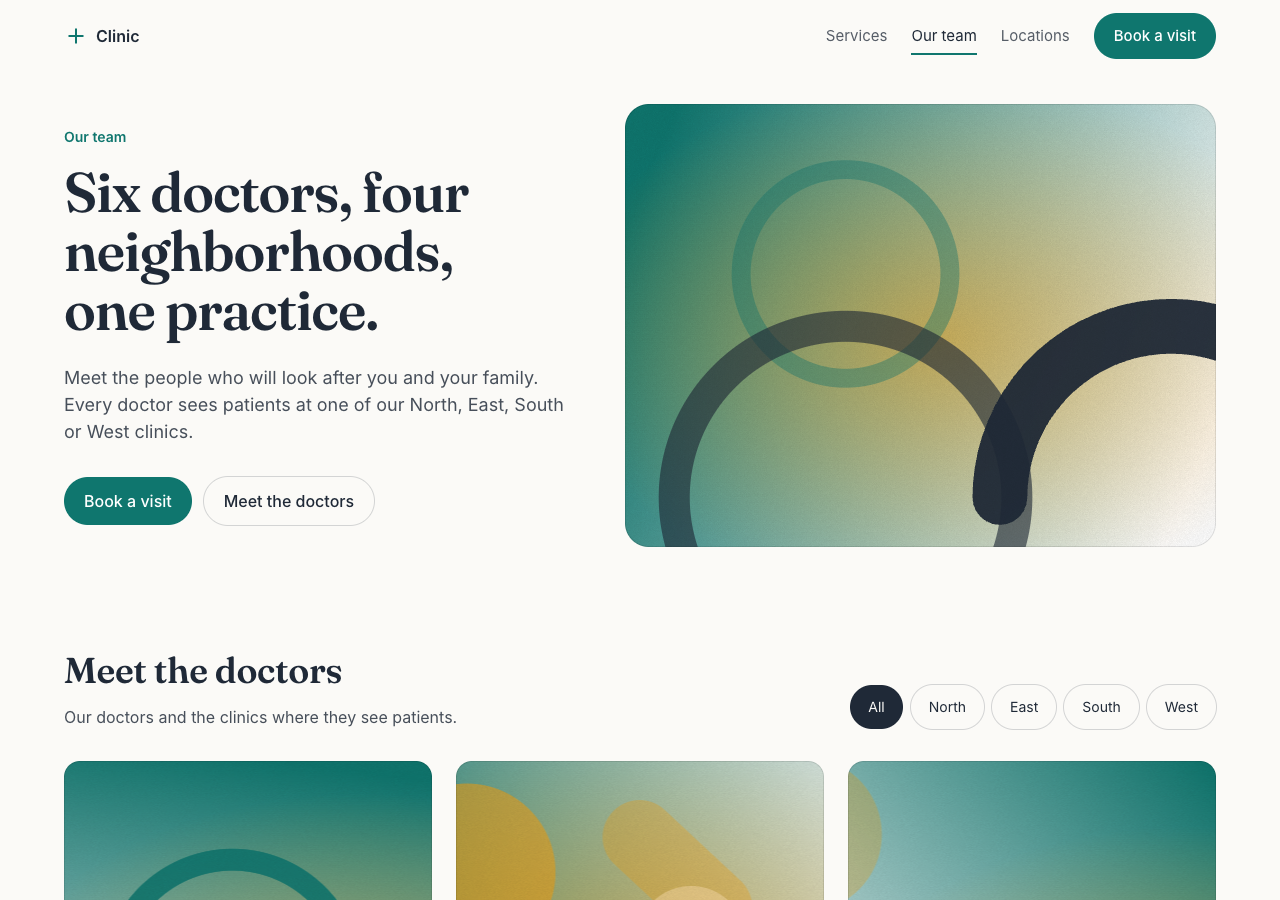 Clinic
Services
Our team
Locations
Book a visit
Our team
Six doctors, four
neighborhoods,
one practice.
Meet the people who will look after you and your family.
Every doctor sees patients at one of our North, East, South
or West clinics.
Book a visit
Meet the doctors
Meet the doctors
Our doctors and the clinics where they see patients.
All
North
East
South
West